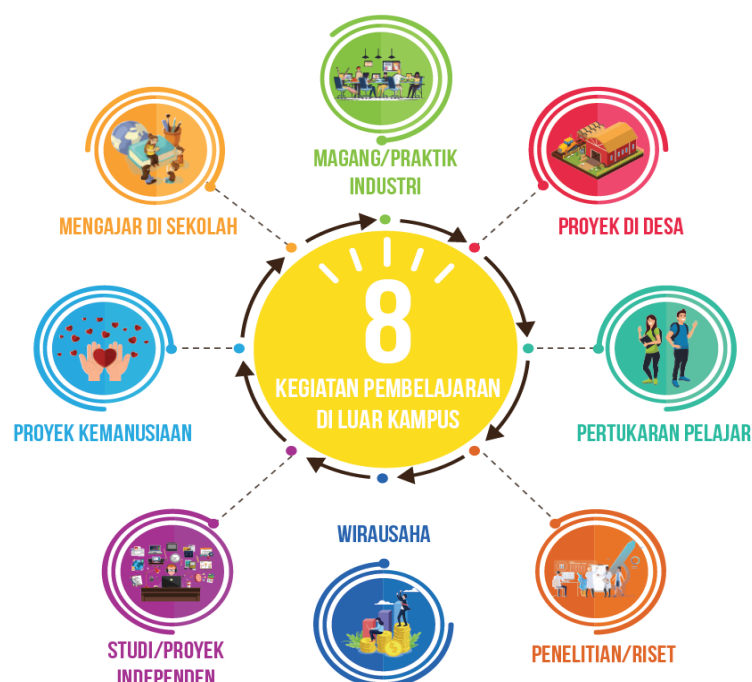 MAGANG/PRAKTIK
INDUSTRI
MENGAJAR DI SEKOLAH
PROYEK DI DESA
8
KEGIATAN PEMBELAJARAN
DI LUAR KAMPUS
PROYEK KEMANUSIAAN
PERTUKARAN PELAJAR
WIRAUSAHA
STUDI/PROYEK
INDEPENDEN
PENELITIAN/RISET